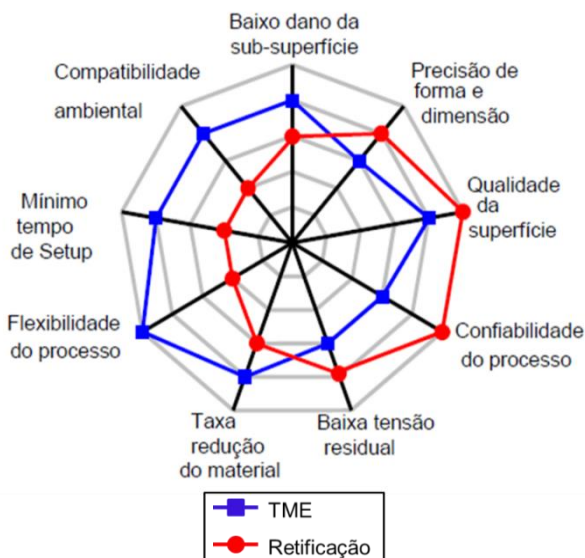 Baixo dano da
sub-superfície
Precisão de
forma e
dimensão
Qualidade
da
superfície
Confiabilidade
do processo
Baixa tensão
residual
Taxa
redução
do material
Flexibilidade
do processo
Mínimo
tempo
de Setup
Compatibilidade
ambiental
TME
Retificação